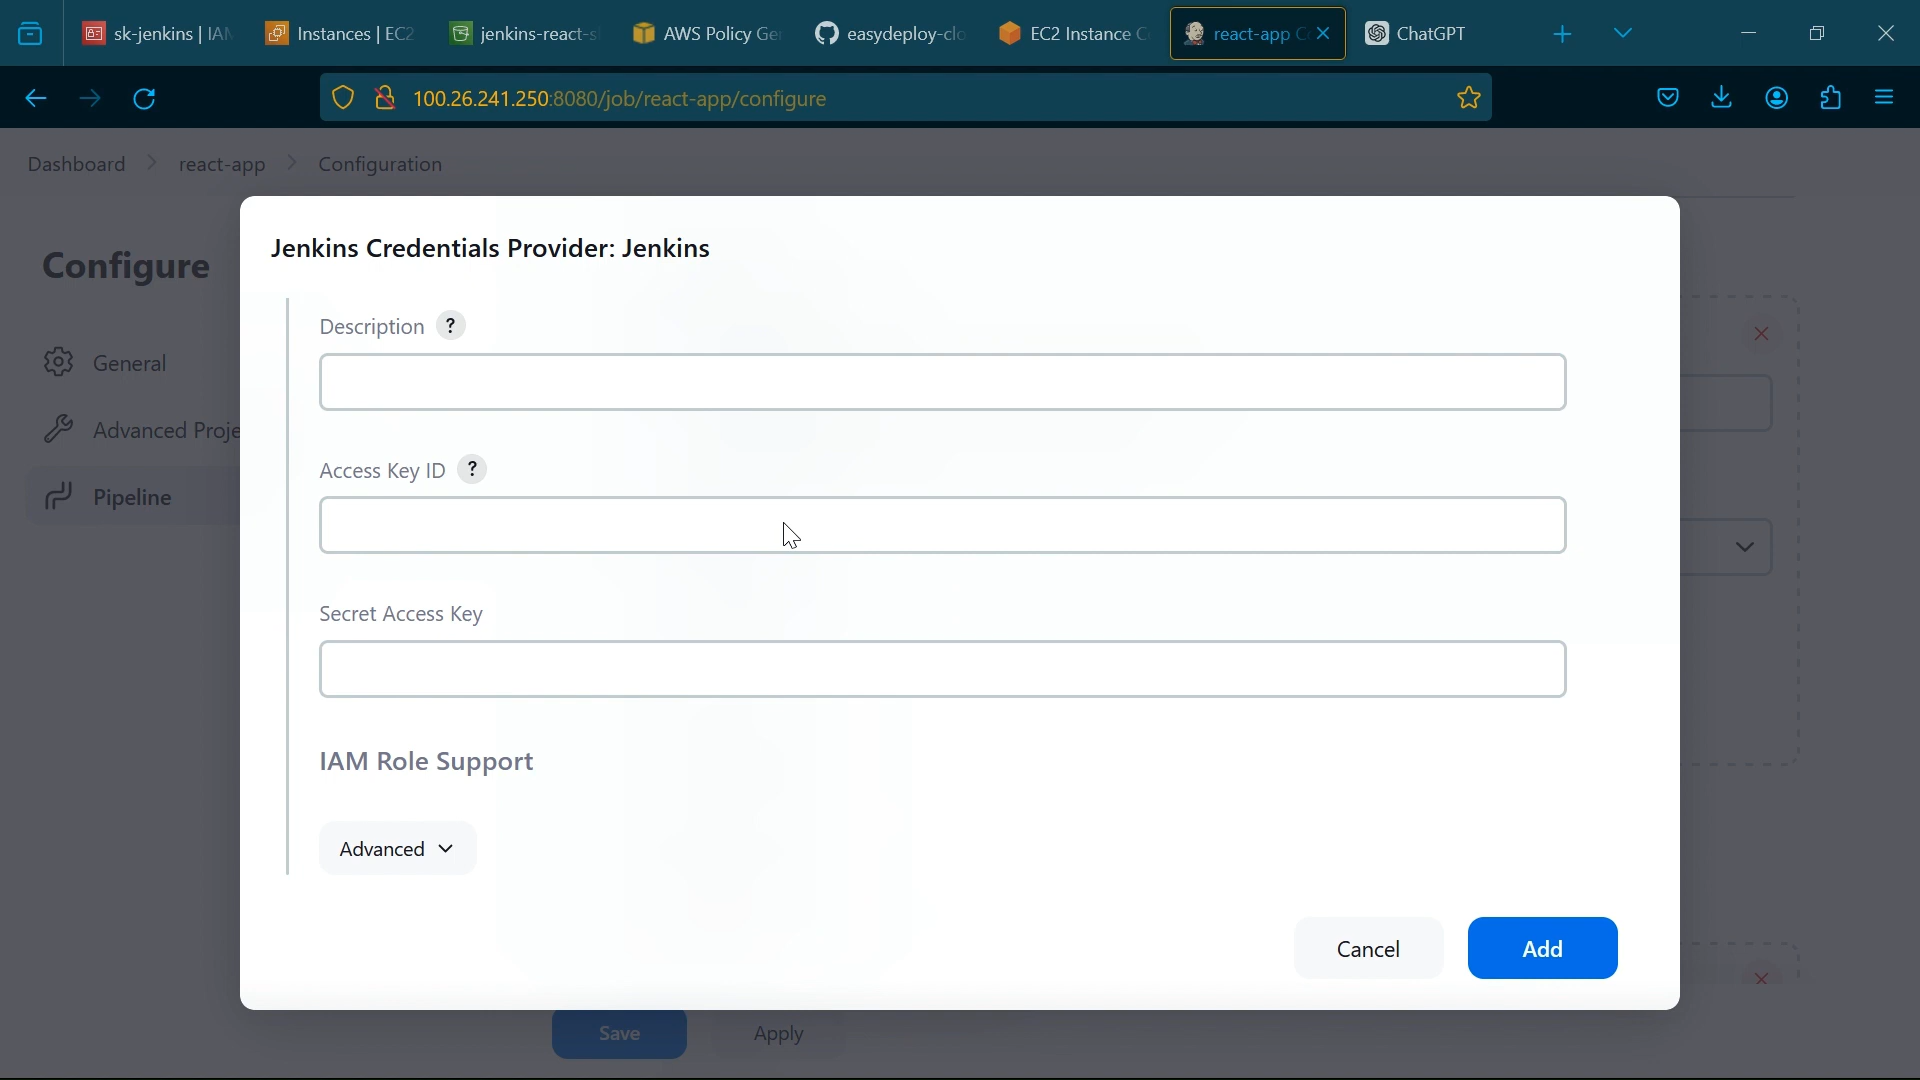 sk-jenkins | IAM
Instances | EC2
jenkins-react-s
AWS Policy Ge
easydeploy-clo
EC2 Instance C
react-app C
ChatGPT
100.26.241.250:8080/job/react-app/configure
Dashboard > react-app > Configuration
Configure
General
Advanced Proje
Pipeline
Jenkins Credentials Provider: Jenkins
Description ?
Access Key ID ?
Secret Access Key
IAM Role Support
Advanced
Cancel
Add
Save
Apply